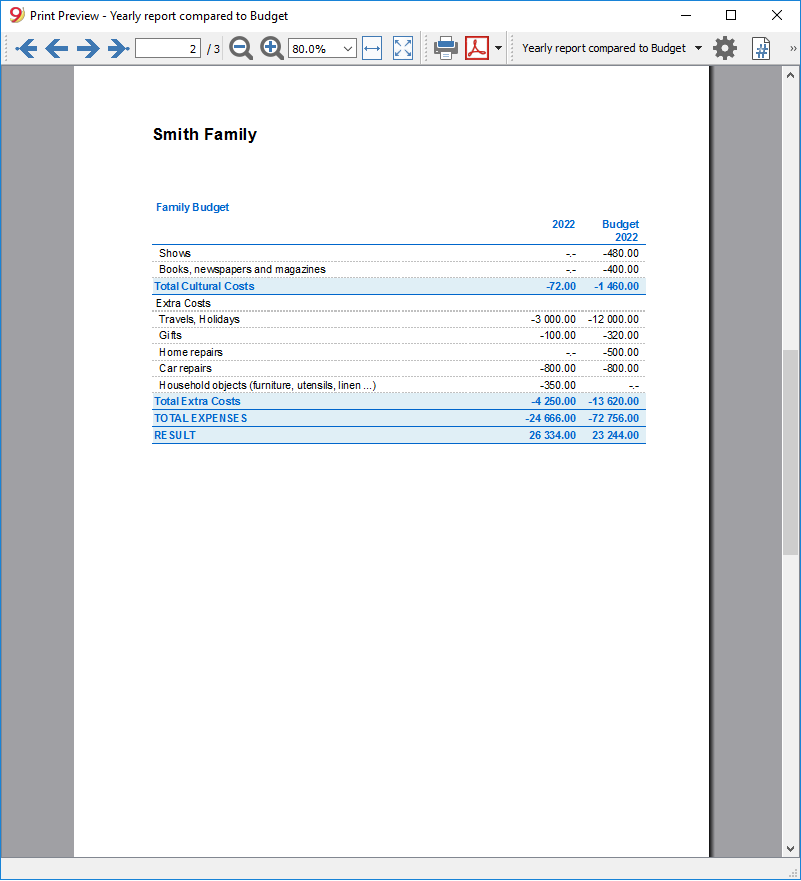 Print Preview - Yearly report compared to Budget
2 / 3 80.0% Yearly report compared to Budget #
Smith Family
Family Budget
2022 Budget 2022
Shows -.- -480.00
Books, newspapers and magazines -.- -400.00
Total Cultural Costs -72.00 -1 460.00
Extra Costs
Travels, Holidays -3 000.00 -12 000.00
Gifts -100.00 -320.00
Home repairs -.- -500.00
Car repairs -800.00 -800.00
Household objects (furniture, utensils, linen ...) -350.00 -.-
Total Extra Costs -4 250.00 -13 620.00
TOTAL EXPENSES -24 666.00 -72 756.00
RESULT 26 334.00 23 244.00